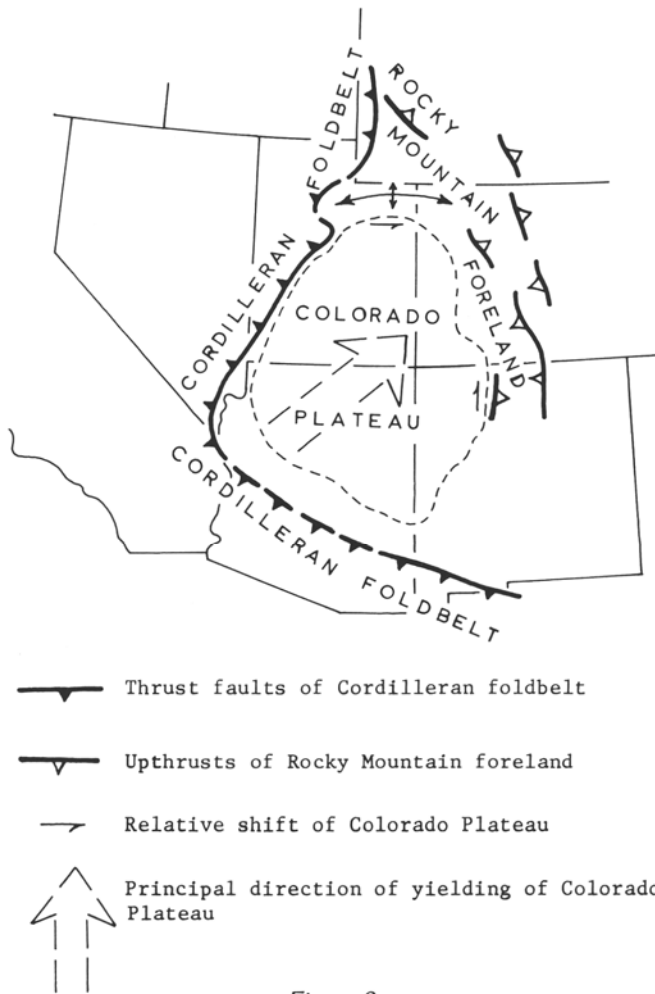 FOLDBELT
ROCKY
MOUNTAIN
FORELAND
CORDILLERAN
COLORADO
PLATEAU
CORDILLERAN FOLDBELT
Thrust faults of Cordilleran foldbelt
Upthrusts of Rocky Mountain foreland
Relative shift of Colorado Plateau
Principal direction of yielding of Colorado
Plateau